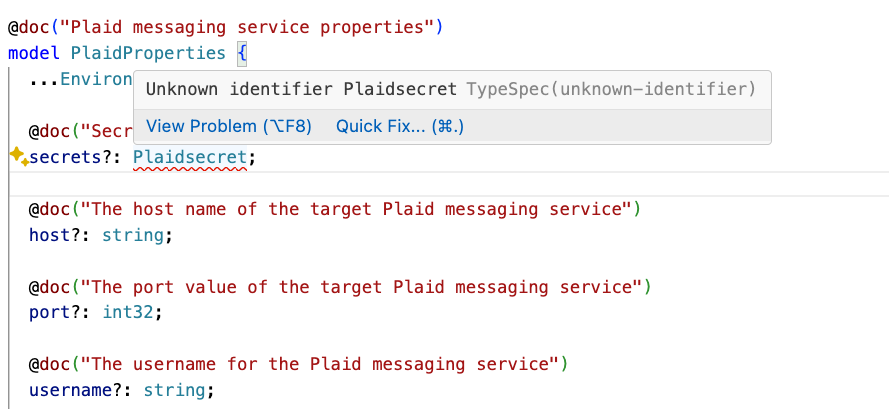 @doc("Plaid messaging service properties")
model PlaidProperties {
...Environ
Unknown identifier Plaidsecret TypeSpec(unknown-identifier)
View Problem (⌥F8) Quick Fix... (⌘.)
@doc("Secr
secrets?: Plaidsecret;
@doc("The host name of the target Plaid messaging service")
host?: string;
@doc("The port value of the target Plaid messaging service")
port?: int32;
@doc("The username for the Plaid messaging service")
username?: string;